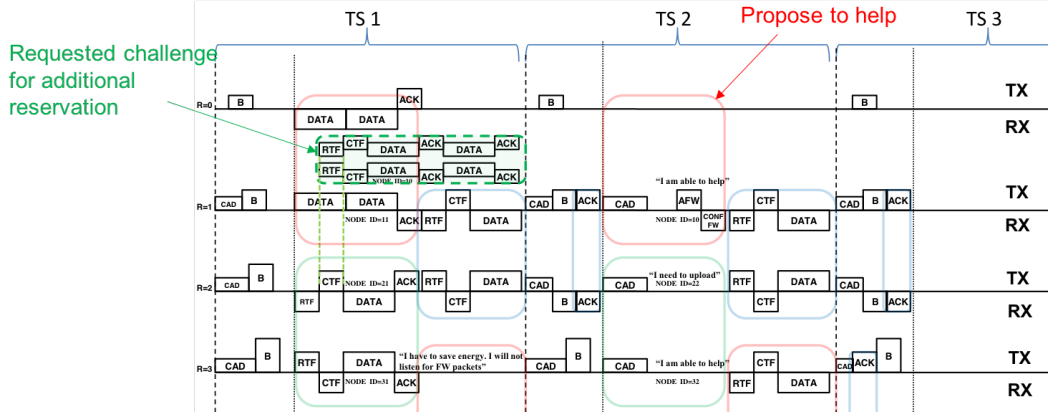 TS 1
TS 2
TS 3
Propose to help
Requested challenge
for additional
reservation
R=0
B
DATA
DATA
ACK
B
B
TX
RX
RTF
CTF
DATA
ACK
DATA
ACK
RTF
CTF
DATA
ACK
DATA
ACK
R=1
CAD
B
DATA
DATA
NODE ID=11
ACK
RTF
CTF
DATA
CAD
B
ACK
CAD
“I am able to help”
AFW
NODE ID=10
CONF
FW
RTF
CTF
DATA
CAD
B
ACK
TX
RX
R=2
CAD
B
RTF
CTF
NODE ID=21
DATA
ACK
RTF
CTF
DATA
CAD
B
ACK
CAD
“I need to upload”
NODE ID=22
RTF
CTF
DATA
CAD
B
ACK
TX
RX
R=3
CAD
B
RTF
CTF
DATA
NODE ID=31
ACK
“I have to save energy. I will not
listen for FW packets”
CAD
B
CAD
“I am able to help”
NODE ID=32
RTF
CTF
DATA
CAD
ACK
B
TX
RX